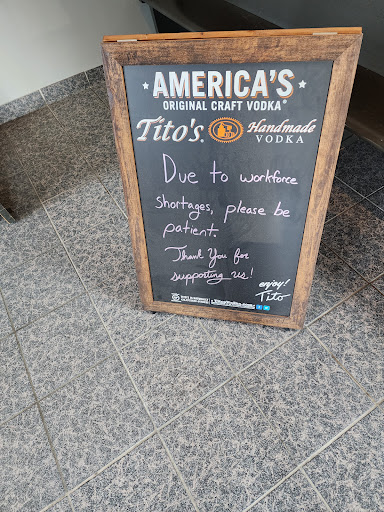 ★ AMERICA'S ★
ORIGINAL CRAFT VODKA®
Tito's. Handmade
VODKA
Due to workforce
shortages, please be
patient.
Thank You for
supporting us!
enjoy!
Tito